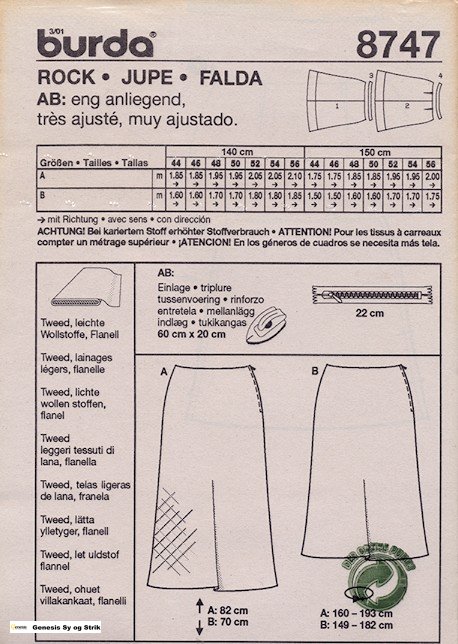 3/01
burda®
8747
ROCK • JUPE • FALDA
AB: eng anliegend,
très ajusté, muy ajustado.
1
3
2
4
140 cm
150 cm
Größen • Tailles • Tallas 44 46 48 50 52 54 56 44 46 48 50 52 54 56
A m 1.85 1.85 1.95 1.95 2.05 2.05 2.10 1.75 1.75 1.85 1.85 1.95 1.95 2.00
→ → → → → → → → → → → → → →
B m 1.60 1.60 1.70 1.70 1.80 1.80 1.85 1.50 1.50 1.60 1.60 1.70 1.70 1.75
→ → → → → → → → → → → → → →
→ mit Richtung • avec sens • con dirección
ACHTUNG! Bei kariertem Stoff erhöhter Stoffverbrauch • ATTENTION! Pour les tissus à carreaux
compter un métrage supérieur • ¡ATENCION! En los géneros de cuadros se necesita más tela.
AB:
Einlage • triplure
tussenvoering • rinforzo
entretela • mellanlägg
indlæg • tukikangas
60 cm x 20 cm
22 cm
Tweed, leichte
Wollstoffe, Flanell
Tweed, lainages
légers, flanelle
Tweed, lichte
wollen stoffen,
flanel
Tweed
leggeri tessuti di
lana, flanella
Tweed, telas ligeras
de lana, franela
Tweed, lätta
ylletyger, flanell
Tweed, let uldstof
flannel
Tweed, ohuet
villakankaat, flanelli
A
B
A: 82 cm
B: 70 cm
A: 160 – 193 cm
B: 149 – 182 cm
Genesis Sy og Strik